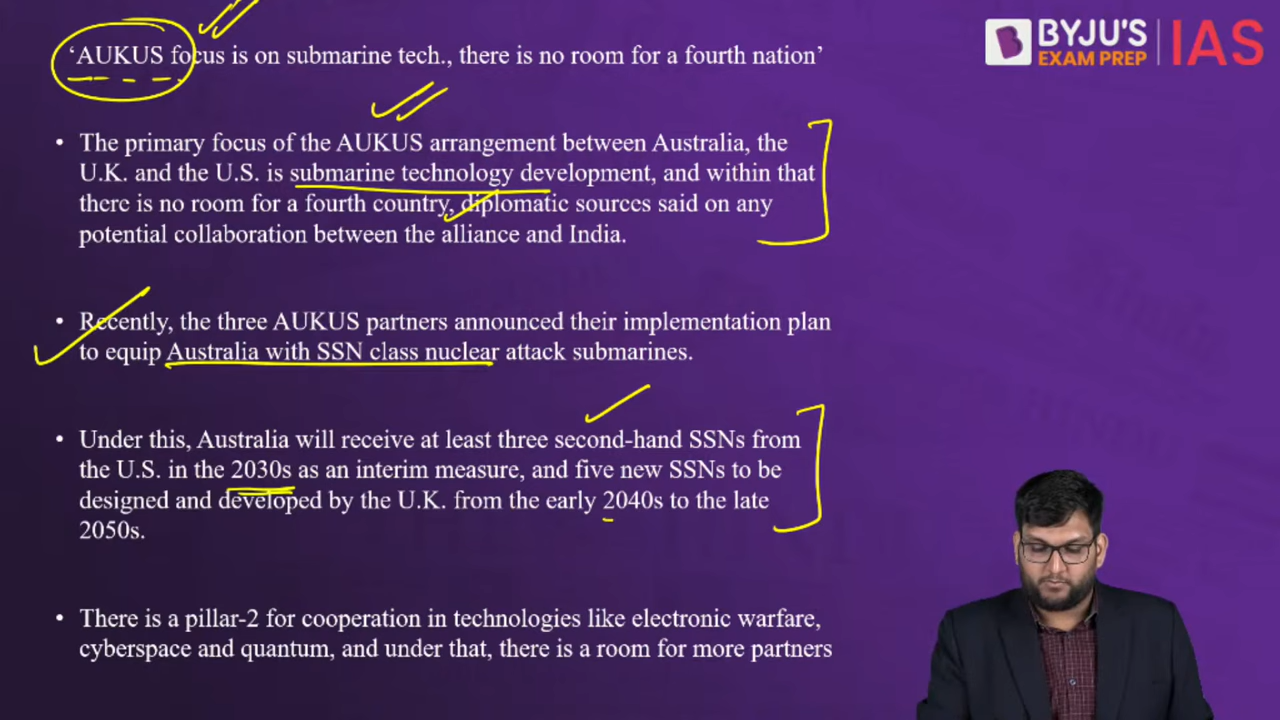 ‘AUKUS focus is on submarine tech., there is no room for a fourth nation’
BYJU'S
EXAM PREP
IAS
• The primary focus of the AUKUS arrangement between Australia, the
U.K. and the U.S. is submarine technology development, and within that
there is no room for a fourth country, diplomatic sources said on any
potential collaboration between the alliance and India.
• Recently, the three AUKUS partners announced their implementation plan
to equip Australia with SSN class nuclear attack submarines.
• Under this, Australia will receive at least three second-hand SSNs from
the U.S. in the 2030s as an interim measure, and five new SSNs to be
designed and developed by the U.K. from the early 2040s to the late
2050s.
• There is a pillar-2 for cooperation in technologies like electronic warfare,
cyberspace and quantum, and under that, there is a room for more partners